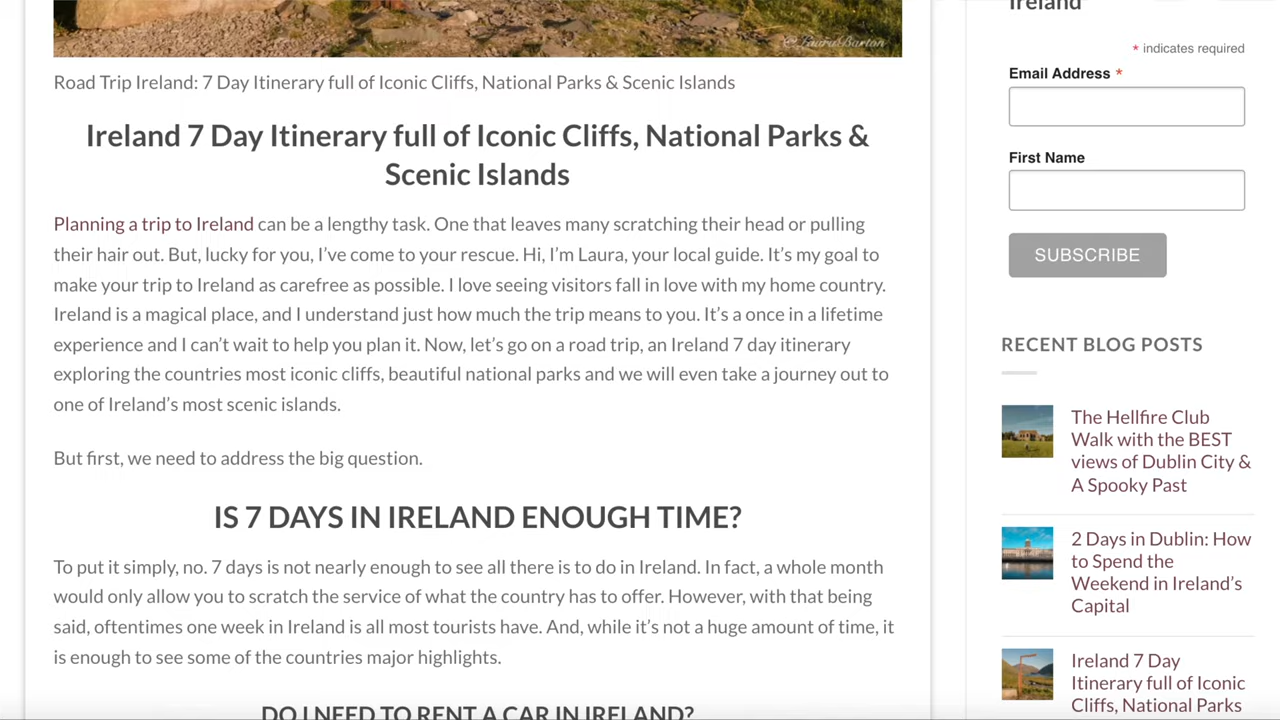 @LauraBarton
Road Trip Ireland: 7 Day Itinerary full of Iconic Cliffs, National Parks & Scenic Islands
Ireland 7 Day Itinerary full of Iconic Cliffs, National Parks &
Scenic Islands
Planning a trip to Ireland can be a lengthy task. One that leaves many scratching their head or pulling
their hair out. But, lucky for you, I’ve come to your rescue. Hi, I’m Laura, your local guide. It’s my goal to
make your trip to Ireland as carefree as possible. I love seeing visitors fall in love with my home country.
Ireland is a magical place, and I understand just how much the trip means to you. It’s a once in a lifetime
experience and I can’t wait to help you plan it. Now, let’s go on a road trip, an Ireland 7 day itinerary
exploring the countries most iconic cliffs, beautiful national parks and we will even take a journey out to
one of Ireland’s most scenic islands.
But first, we need to address the big question.
IS 7 DAYS IN IRELAND ENOUGH TIME?
To put it simply, no. 7 days is not nearly enough to see all there is to do in Ireland. In fact, a whole month
would only allow you to scratch the service of what the country has to offer. However, with that being
said, oftentimes one week in Ireland is all most tourists have. And, while it’s not a huge amount of time, it
is enough to see some of the countries major highlights.
DO I NEED TO RENT A CAR IN IRELAND?
Ireland
* indicates required
Email Address *
First Name
SUBSCRIBE
RECENT BLOG POSTS
The Hellfire Club
Walk with the BEST
views of Dublin City &
A Spooky Past
2 Days in Dublin: How
to Spend the
Weekend in Ireland’s
Capital
Ireland 7 Day
Itinerary full of Iconic
Cliffs, National Parks